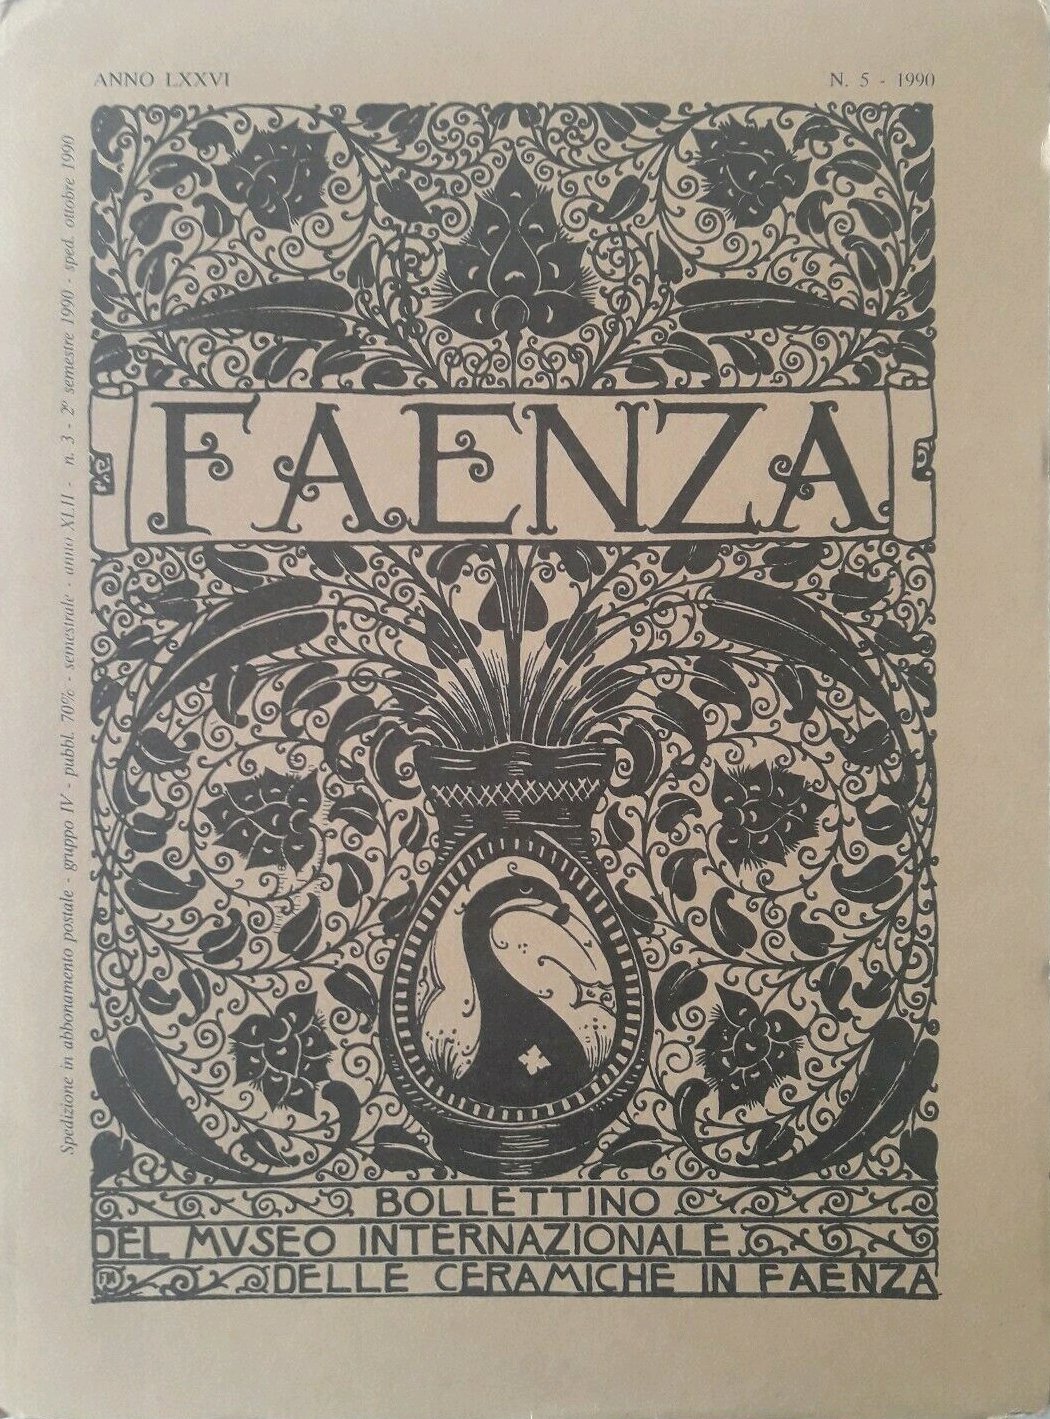 ANNO LXXVI
N. 5 - 1990
Spedizione in abbonamento postale - gruppo IV - pubbl. 70% - semestrale - anno XLII - n. 3 - 2° semestre 1990 - sped. ottobre 1990
FAENZA
BOLLETTINO
DEL MVSEO INTERNAZIONALE
DELLE CERAMICHE IN FAENZA